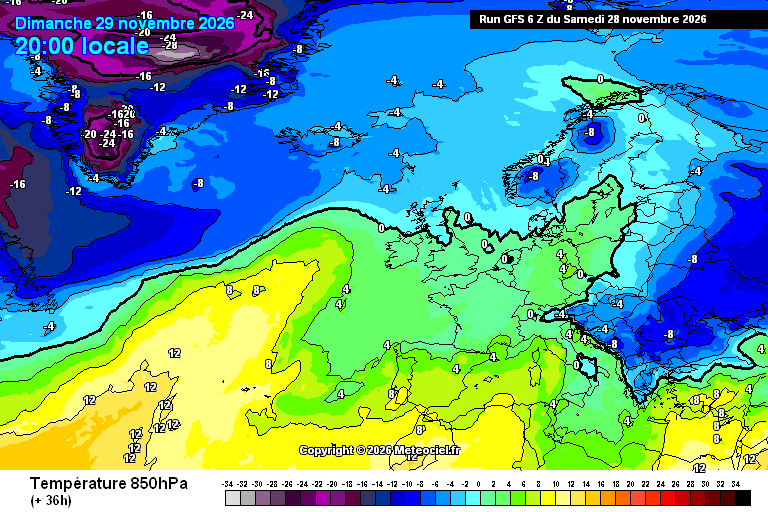 Dimanche 29 novembre 2026
20:00 locale
Run GFS 6 Z du Samedi 28 novembre 2026
Copyright © 2026 Meteociel.fr
Température 850hPa
(+ 36h)
-34 -32 -30 -28 -26 -24 -22 -20 -18 -16 -14 -12 -10 -8 -6 -4 -2 0 2 4 6 8 10 12 14 16 18 20 22 24 26 28 30 32 34